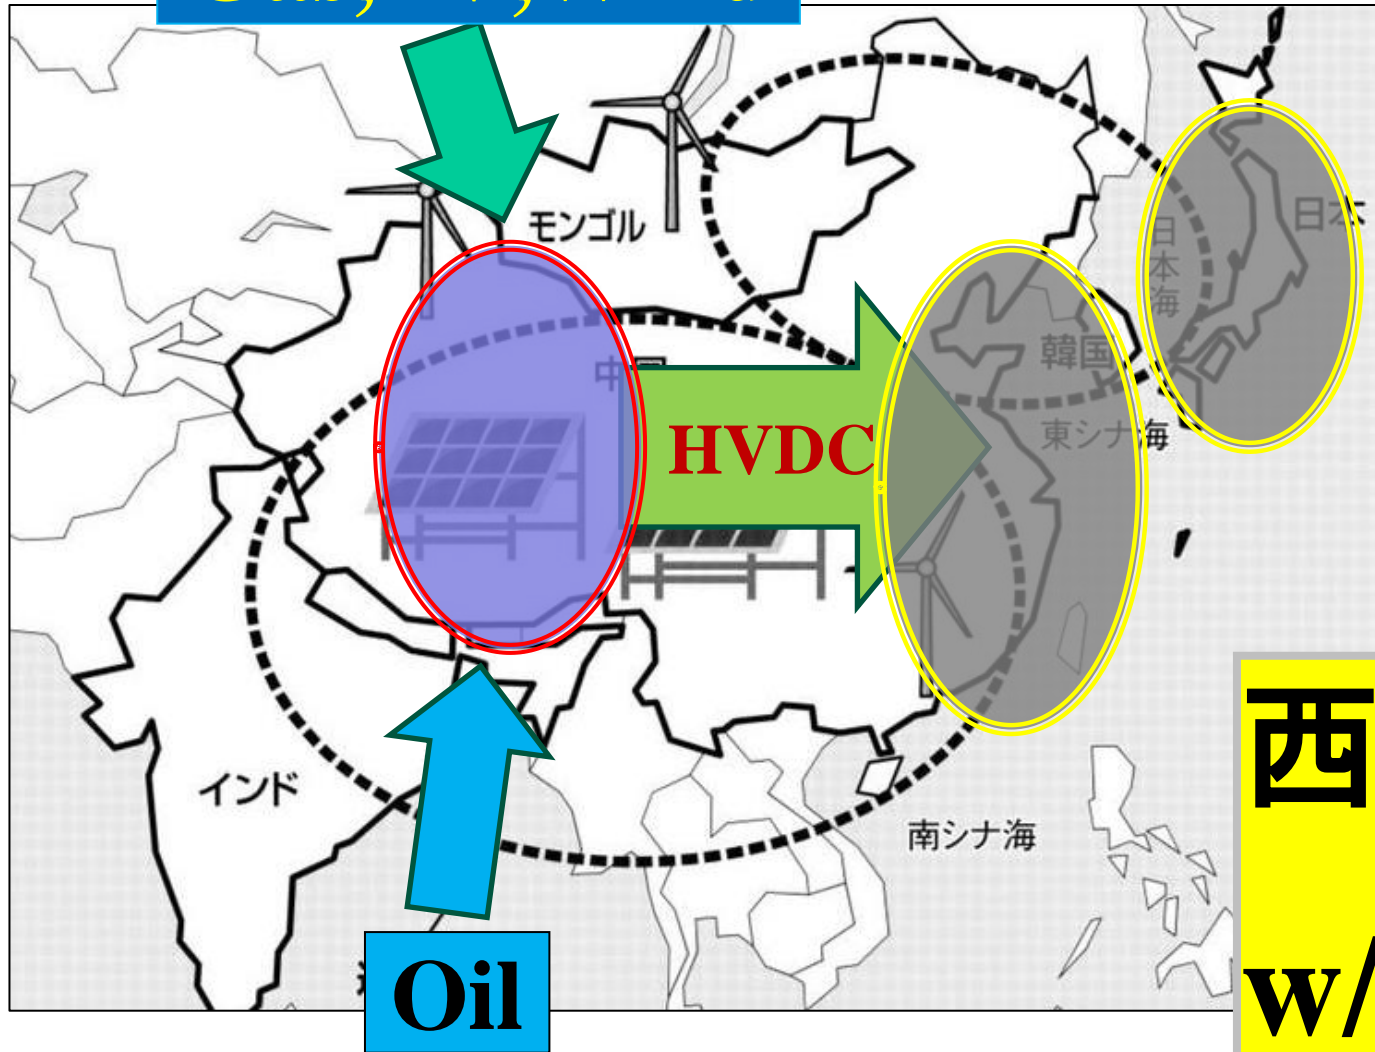 モンゴル
日本
日本海
中国
韓国
HVDC
東シナ海
インド
南シナ海
西
Oil
w/